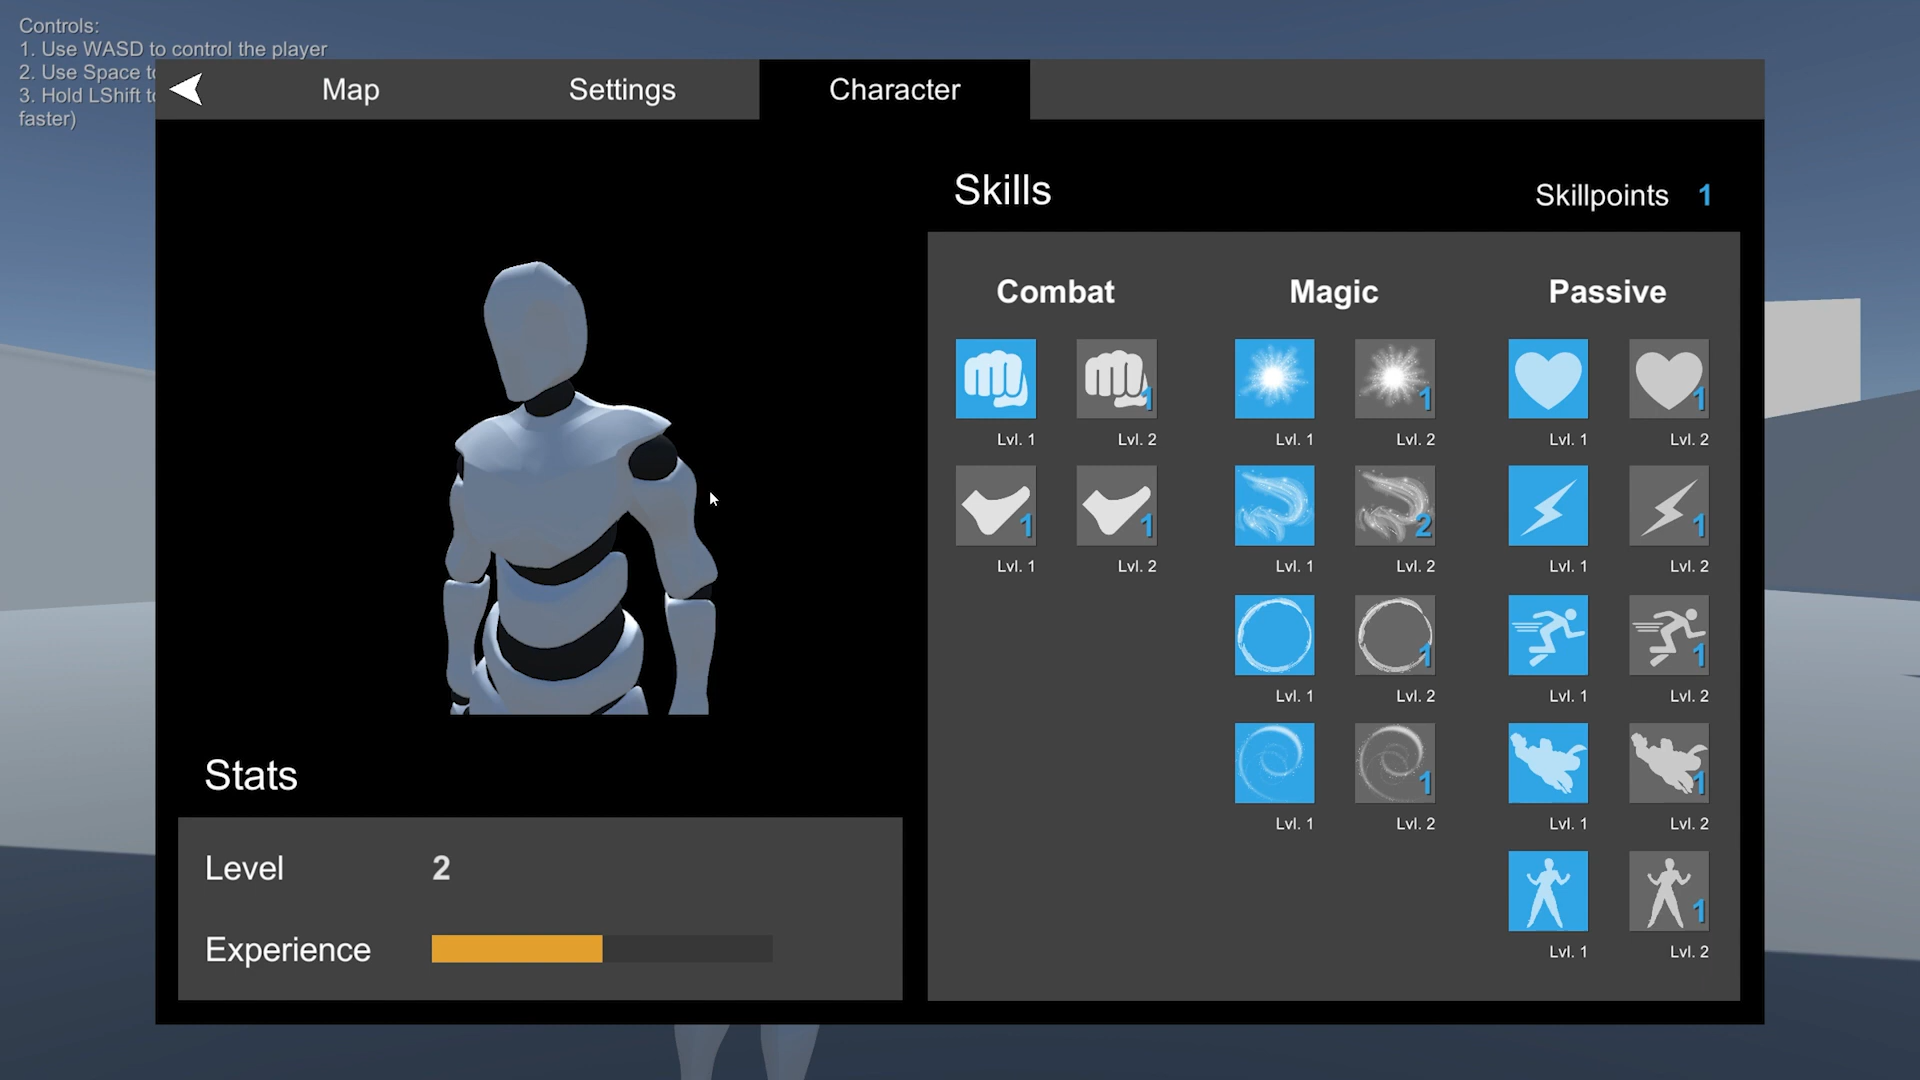 Controls:
1. Use WASD to control the player
2. Use Space
3. Hold LShift
faster)
Map
Settings
Character
Skills
Skillpoints 1
Combat
Magic
Passive
1
1
1
Lvl. 1
Lvl. 2
Lvl. 1
Lvl. 2
Lvl. 1
Lvl. 2
1
1
2
1
Lvl. 1
Lvl. 2
Lvl. 1
Lvl. 2
Lvl. 1
Lvl. 2
1
1
Lvl. 1
Lvl. 2
Lvl. 1
Lvl. 2
1
1
Lvl. 1
Lvl. 2
Lvl. 1
Lvl. 2
1
Lvl. 1
Lvl. 2
Stats
Level 2
Experience